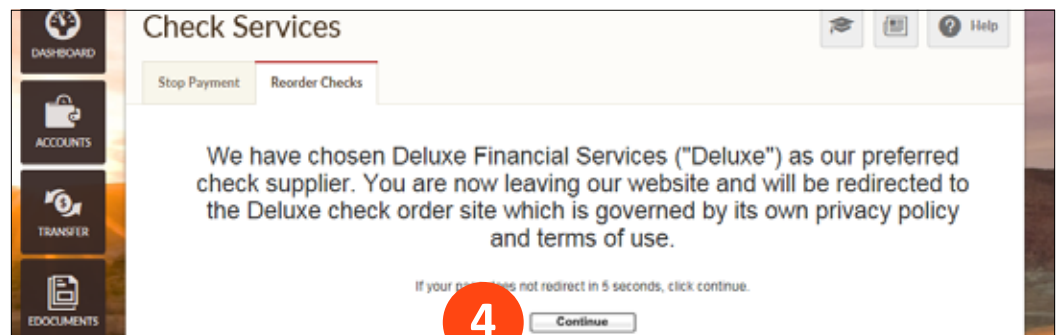 Check Services
Help
DASHBOARD
Stop Payment Reorder Checks
ACCOUNTS
We have chosen Deluxe Financial Services ("Deluxe") as our preferred
check supplier. You are now leaving our website and will be redirected to
the Deluxe check order site which is governed by its own privacy policy
and terms of use.
TRANSFER
If your does not redirect in 5 seconds, click continue.
4 Continue
EDOCUMENTS